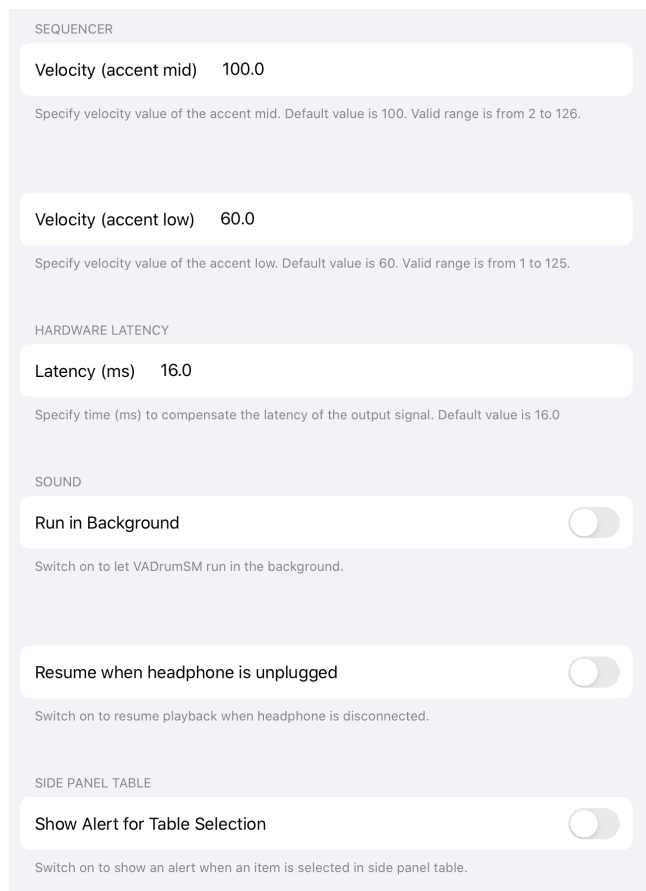 SEQUENCER
Velocity (accent mid) 100.0
Specify velocity value of the accent mid. Default value is 100. Valid range is from 2 to 126.
Velocity (accent low) 60.0
Specify velocity value of the accent low. Default value is 60. Valid range is from 1 to 125.
HARDWARE LATENCY
Latency (ms) 16.0
Specify time (ms) to compensate the latency of the output signal. Default value is 16.0
SOUND
Run in Background
Switch on to let VADrumSM run in the background.
Resume when headphone is unplugged
Switch on to resume playback when headphone is disconnected.
SIDE PANEL TABLE
Show Alert for Table Selection
Switch on to show an alert when an item is selected in side panel table.